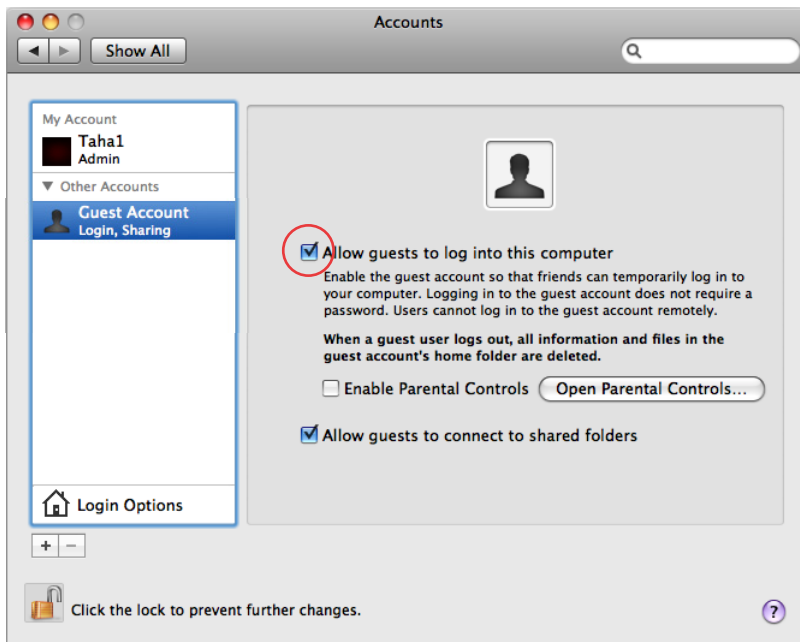 Accounts
Show All
My Account
Taha1
Admin
Other Accounts
Guest Account
Login, Sharing
Login Options
Allow guests to log into this computer
Enable the guest account so that friends can temporarily log in to
your computer. Logging in to the guest account does not require a
password. Users cannot log in to the guest account remotely.
When a guest user logs out, all information and files in the
guest account's home folder are deleted.
Enable Parental Controls Open Parental Controls...
Allow guests to connect to shared folders
+ −
Click the lock to prevent further changes.
?